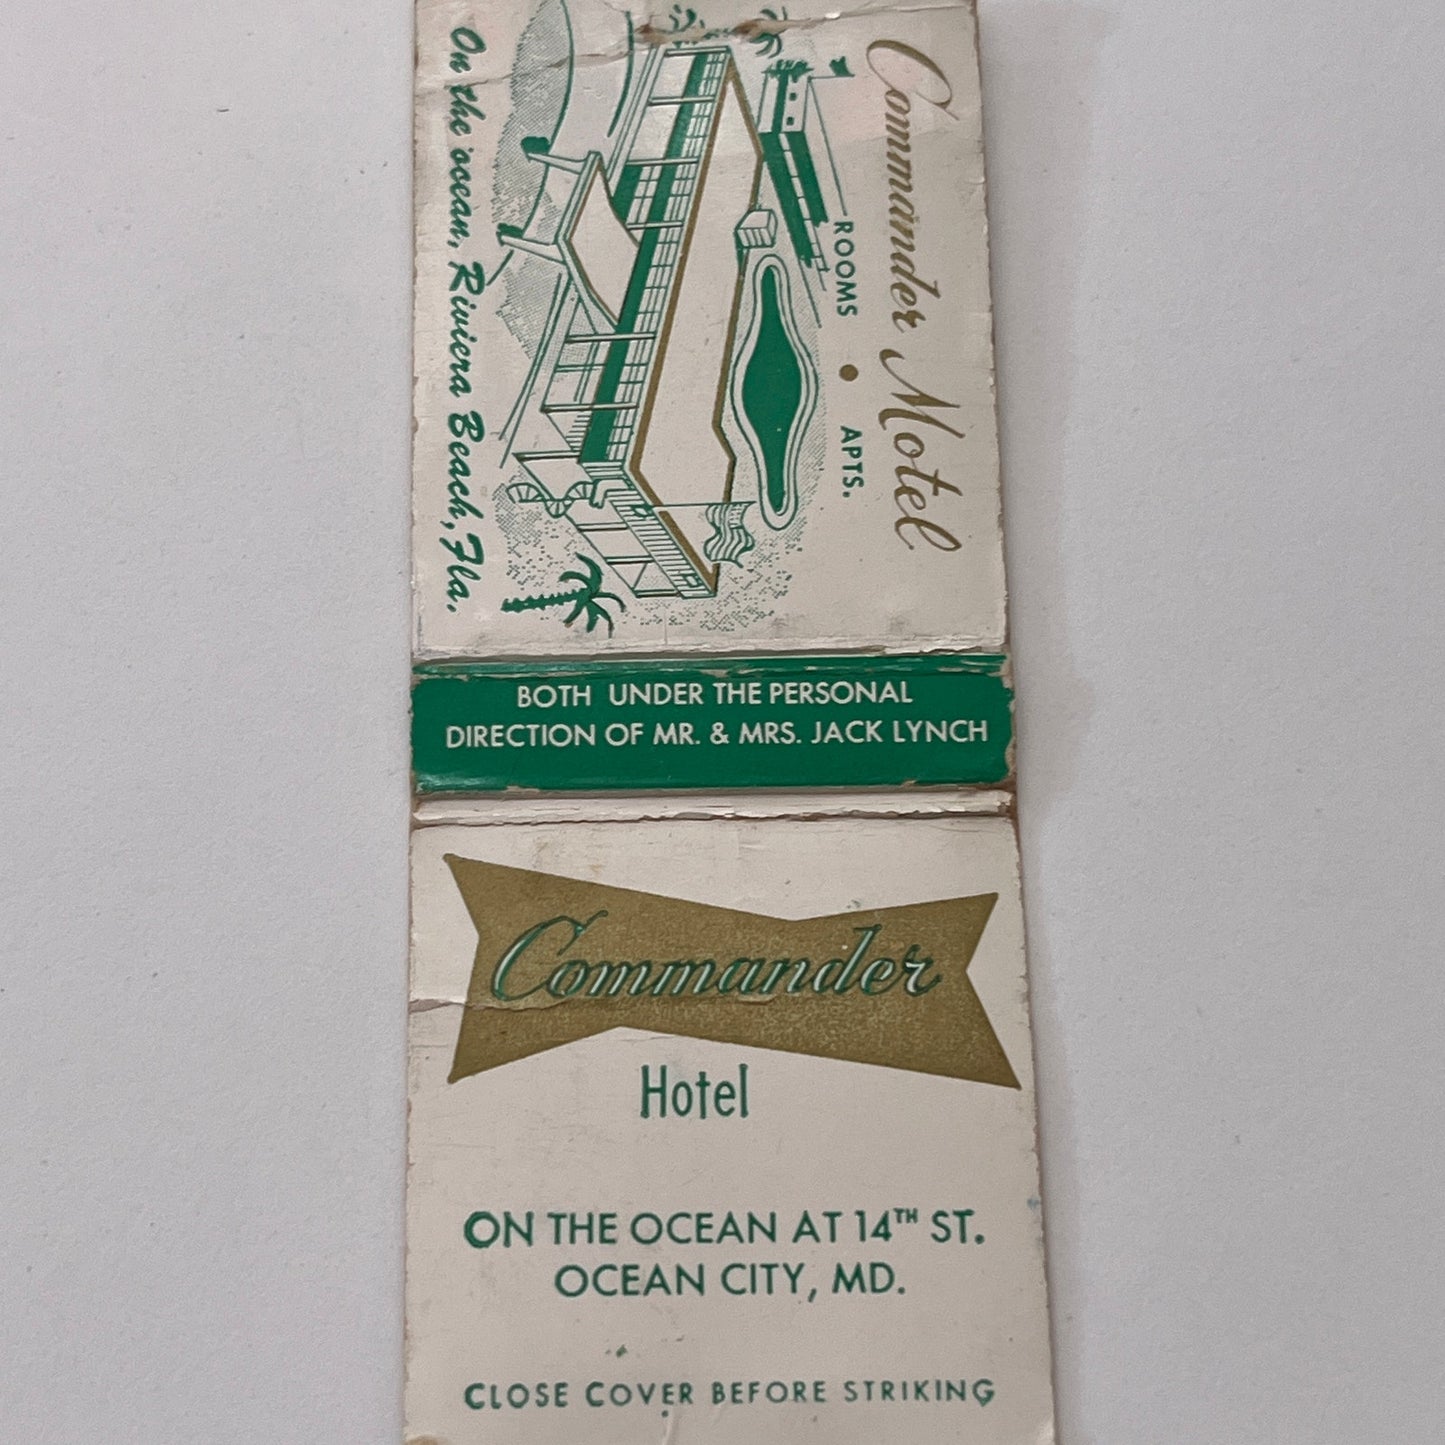 Commander Motel
ROOMS • APTS.
On the ocean, Riviera Beach, Fla.
BOTH UNDER THE PERSONAL
DIRECTION OF MR. & MRS. JACK LYNCH
Commander
Hotel
ON THE OCEAN AT 14TH ST.
OCEAN CITY, MD.
CLOSE COVER BEFORE STRIKING